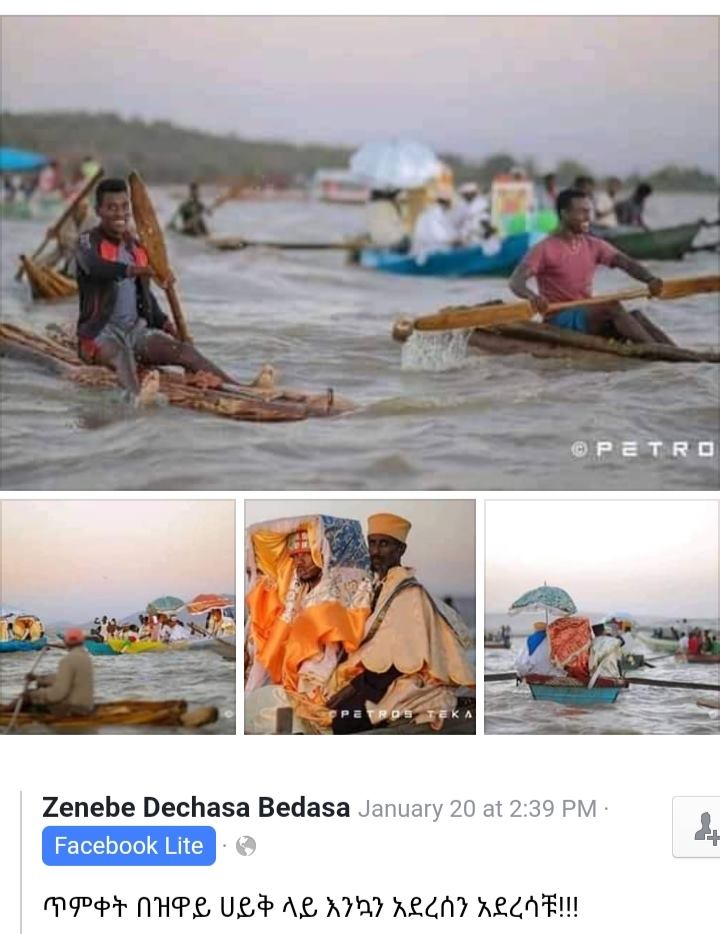 © PETRO
©
©PETROS TEKA
Zenebe Dechasa Bedasa January 20 at 2:39 PM ·
Facebook Lite ·
ጥምቀት በዝዋይ ሀይቅ ላይ እንኳን አደረሰን አደረሳቹ!!!